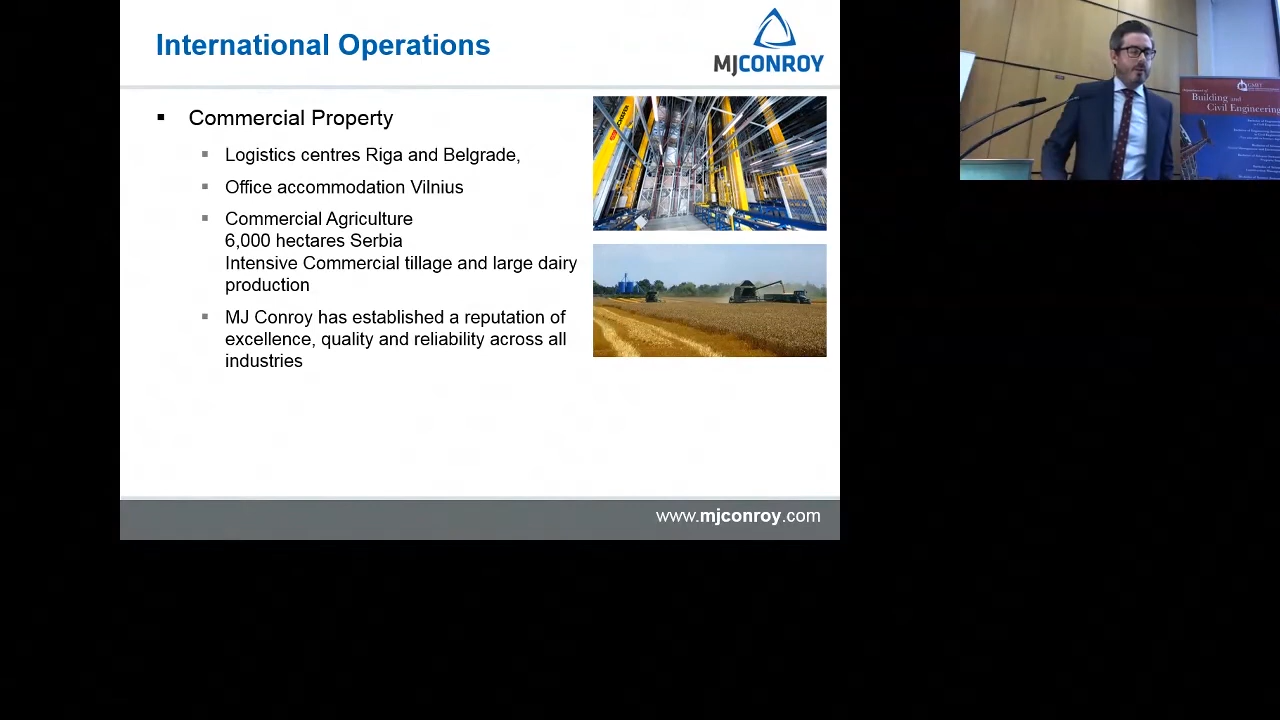 International Operations
MJCONROY
Commercial Property
Logistics centres Riga and Belgrade,
Office accommodation Vilnius
Commercial Agriculture
6,000 hectares Serbia
Intensive Commercial tillage and large dairy
production
MJ Conroy has established a reputation of
excellence, quality and reliability across all
industries
www.mjconroy.com
GMIT
Building and
Civil Engineering